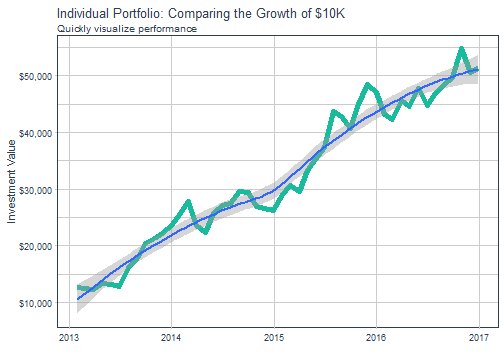 Individual Portfolio: Comparing the Growth of $10K
Quickly visualize performance
Investment Value
$50,000
$40,000
$30,000
$20,000
$10,000
2013 2014 2015 2016 2017